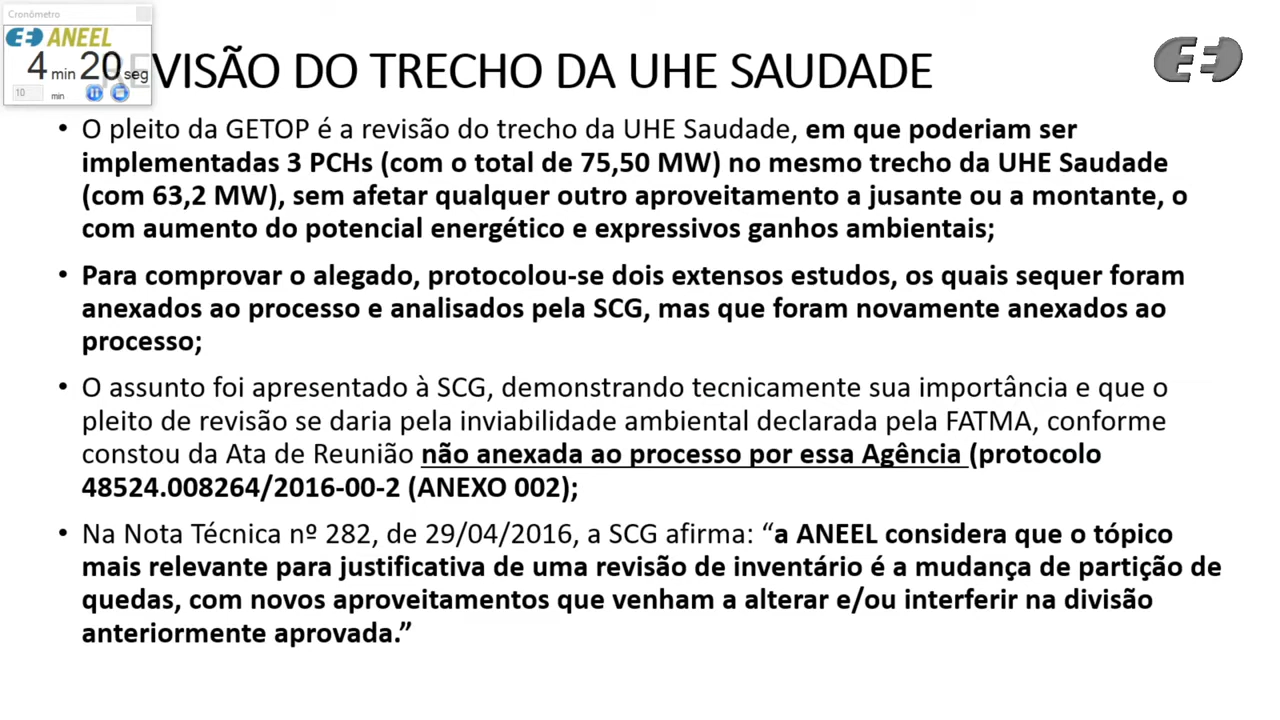 Cronômetro
ANEEL
4 min 20 seg
10 min
REVISÃO DO TRECHO DA UHE SAUDADE
• O pleito da GETOP é a revisão do trecho da UHE Saudade, em que poderiam ser
implementadas 3 PCHs (com o total de 75,50 MW) no mesmo trecho da UHE Saudade
(com 63,2 MW), sem afetar qualquer outro aproveitamento a jusante ou a montante, o
com aumento do potencial energético e expressivos ganhos ambientais;
• Para comprovar o alegado, protocolou-se dois extensos estudos, os quais sequer foram
anexados ao processo e analisados pela SCG, mas que foram novamente anexados ao
processo;
• O assunto foi apresentado à SCG, demonstrando tecnicamente sua importância e que o
pleito de revisão se daria pela inviabilidade ambiental declarada pela FATMA, conforme
constou da Ata de Reunião não anexada ao processo por essa Agência (protocolo
48524.008264/2016-00-2 (ANEXO 002);
• Na Nota Técnica nº 282, de 29/04/2016, a SCG afirma: “a ANEEL considera que o tópico
mais relevante para justificativa de uma revisão de inventário é a mudança de partição de
quedas, com novos aproveitamentos que venham a alterar e/ou interferir na divisão
anteriormente aprovada.”